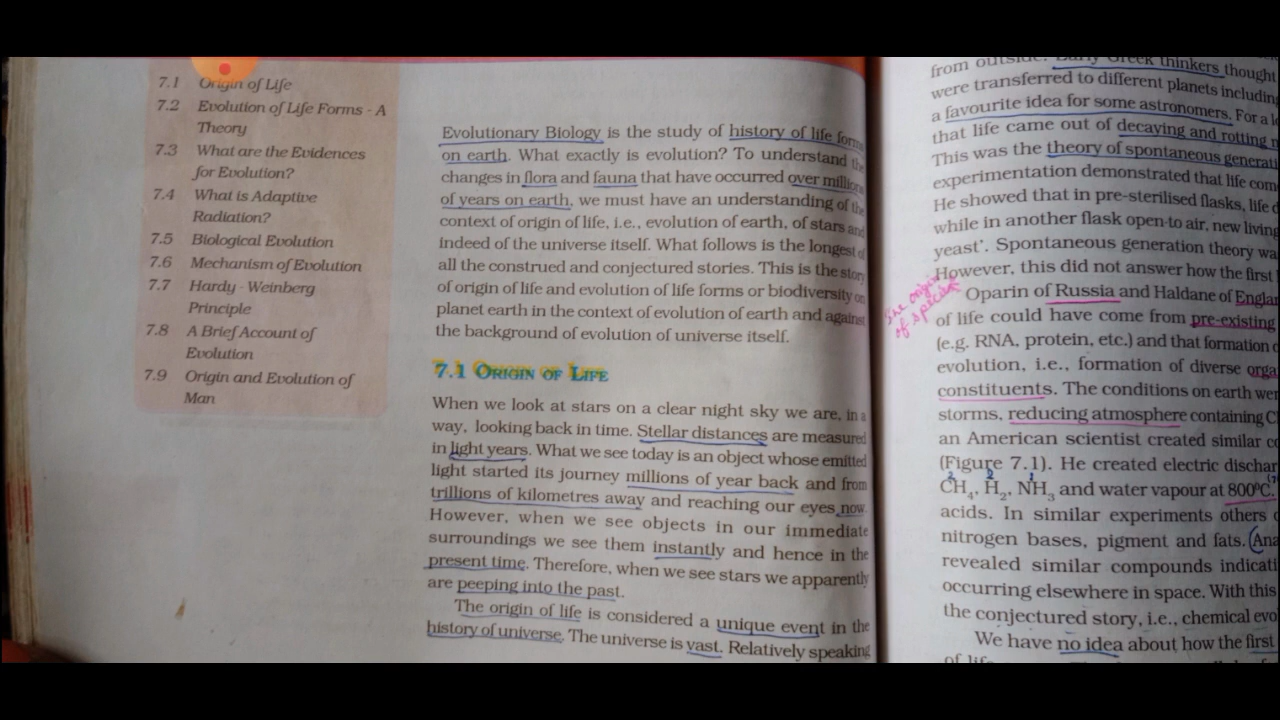 7.1 Origin of Life
7.2 Evolution of Life Forms - A
Theory
7.3 What are the Evidences
for Evolution?
7.4 What is Adaptive
Radiation?
7.5 Biological Evolution
7.6 Mechanism of Evolution
7.7 Hardy - Weinberg
Principle
7.8 A Brief Account of
Evolution
7.9 Origin and Evolution of
Man
Evolutionary Biology is the study of history of life forms
on earth. What exactly is evolution? To understand the
changes in flora and fauna that have occurred over millions
of years on earth, we must have an understanding of the
context of origin of life, i.e., evolution of earth, of stars and
indeed of the universe itself. What follows is the longest of
all the construed and conjectured stories. This is the story
of origin of life and evolution of life forms or biodiversity on
planet earth in the context of evolution of earth and against
the background of evolution of universe itself.
7.1 ORIGIN OF LIFE
When we look at stars on a clear night sky we are, in a
way, looking back in time. Stellar distances are measured
in light years. What we see today is an object whose emitted
light started its journey millions of year back and from
trillions of kilometres away and reaching our eyes now.
However, when we see objects in our immediate
surroundings we see them instantly and hence in the
present time. Therefore, when we see stars we apparently
are peeping into the past.
The origin of life is considered a unique event in the
history of universe. The universe is vast. Relatively speaking
from outside. Early Greek thinkers thought
were transferred to different planets including
a favourite idea for some astronomers. For a
that life came out of decaying and rotting
This was the theory of spontaneous
experimentation demonstrated that life
He showed that in pre-sterilised flasks, life
while in another flask open to air, new living
yeast'. Spontaneous generation theory
However, this did not answer how the first
The origin
of species
Oparin of Russia and Haldane of
of life could have come from pre-existing
(e.g. RNA, protein, etc.) and that formation
evolution, i.e., formation of diverse
constituents. The conditions on earth
storms, reducing atmosphere containing
an American scientist created similar
(Figure 7.1). He created electric
CH4, H2, NH3 and water vapour at 800°C.
acids. In similar experiments others
nitrogen bases, pigment and fats.
revealed similar compounds
occurring elsewhere in space. With this
the conjectured story, i.e., chemical
We have no idea about how the first